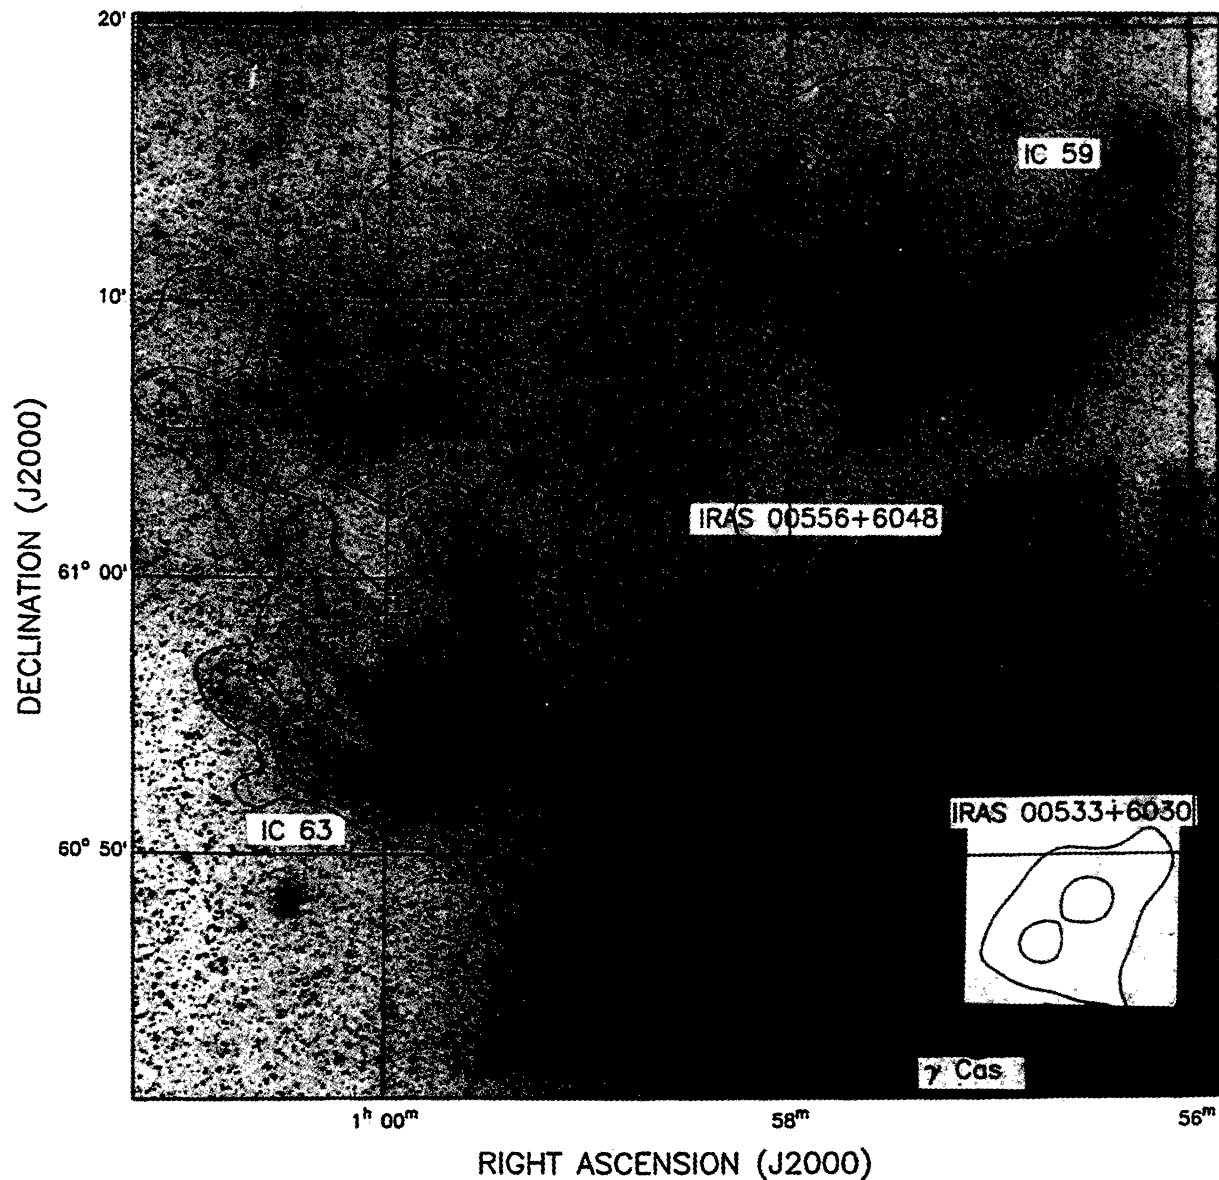 20'
IC 59
10'
IRAS 00556+6048
61° 00'
DECLINATION (J2000)
IRAS 00533+6030
IC 63
60° 50'
γ Cas
1ʰ 00ᵐ
58ᵐ
56ᵐ
RIGHT ASCENSION (J2000)